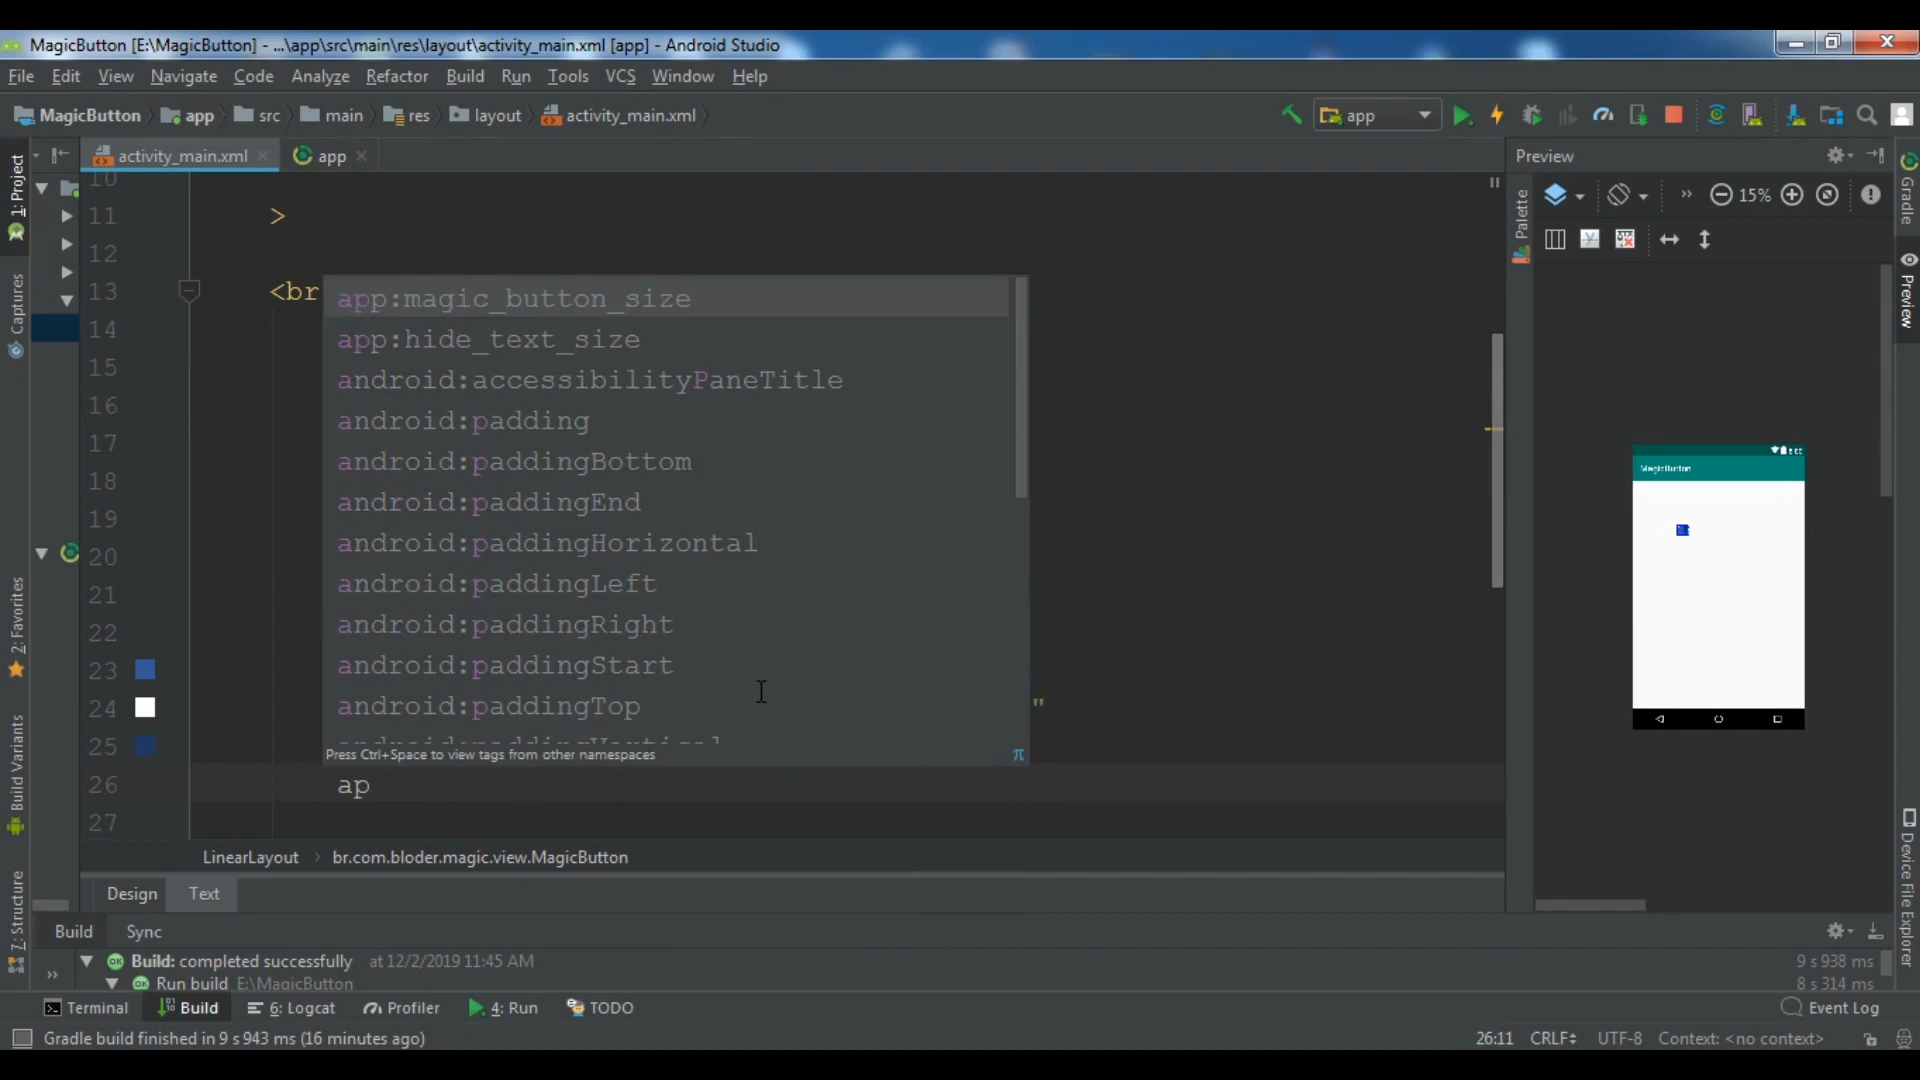 MagicButton [E:\MagicButton] - ...\app\src\main\res\layout\activity_main.xml [app] - Android Studio
File Edit View Navigate Code Analyze Refactor Build Run Tools VCS Window Help
MagicButton app src main res layout activity_main.xml app
activity_main.xml app Preview
10
11 >
12
13 <br
14
15
16
17
18
19
20
21
22
23
24 "
25
26 ap
27
app:magic_button_size
app:hide_text_size
android:accessibilityPaneTitle
android:padding
android:paddingBottom
android:paddingEnd
android:paddingHorizontal
android:paddingLeft
android:paddingRight
android:paddingStart
android:paddingTop
android:paddingVertical
Press Ctrl+Space to view tags from other namespaces π
LinearLayout br.com.bloder.magic.view.MagicButton
Design Text
1: Project
Captures
2: Favorites
Build Variants
7: Structure
Palette
15%
MagicButton
Gradle
Preview
Device File Explorer
Build Sync
Build: completed successfully at 12/2/2019 11:45 AM 9 s 938 ms
Run build E:\MagicButton 8 s 314 ms
Terminal Build 6: Logcat Profiler 4: Run TODO Event Log
Gradle build finished in 9 s 943 ms (16 minutes ago) 26:11 CRLF UTF-8 Context: <no context>